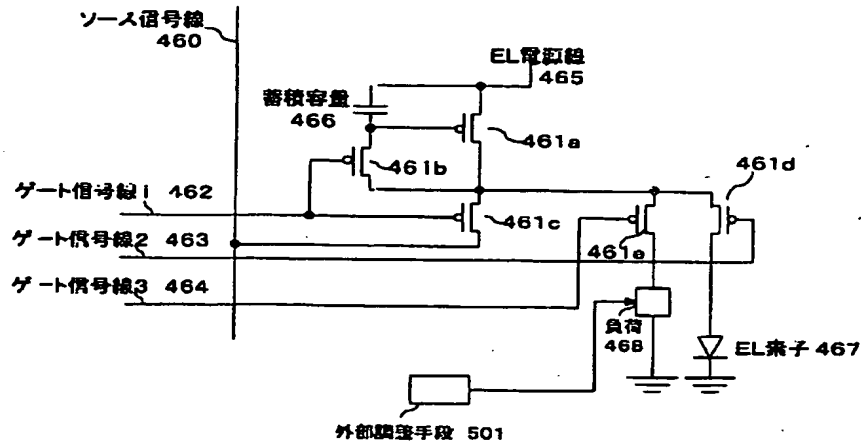 ソース信号線
460
EL電源線
465
蓄積容量
466
461a
461b
461d
ゲート信号線1 462
461c
ゲート信号線2 463
461e
ゲート信号線3 464
負荷
468
EL素子 467
外部調整手段 501